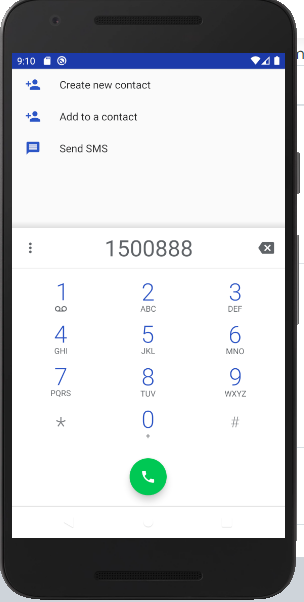 9:10
Create new contact
Add to a contact
Send SMS
1500888
1 2 3
ABC DEF
4 5 6
GHI JKL MNO
7 8 9
PQRS TUV WXYZ
* 0 #